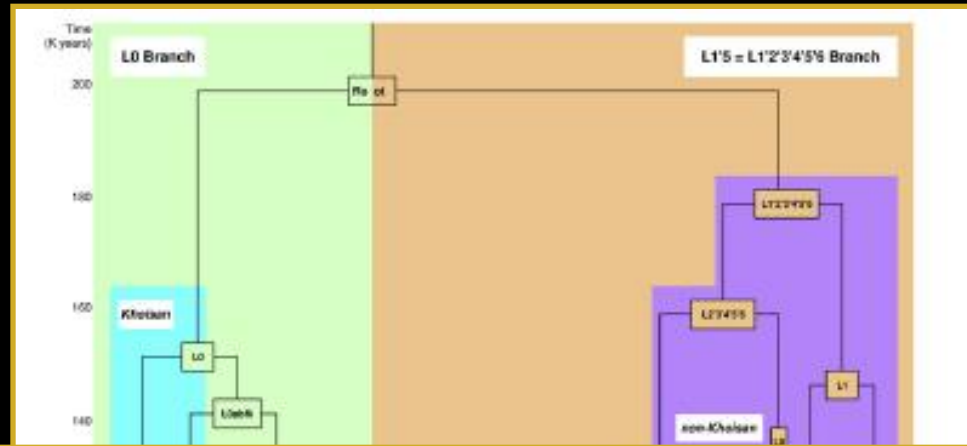 Time
(K years)
L0 Branch
L1'5 = L1'2'3'4'5'6 Branch
200
Root
180
L1'2'3'4'5'6
160
Khoisan
L2'3'4'5'6
L0
L1
L0abfk
140
non-Khoisan